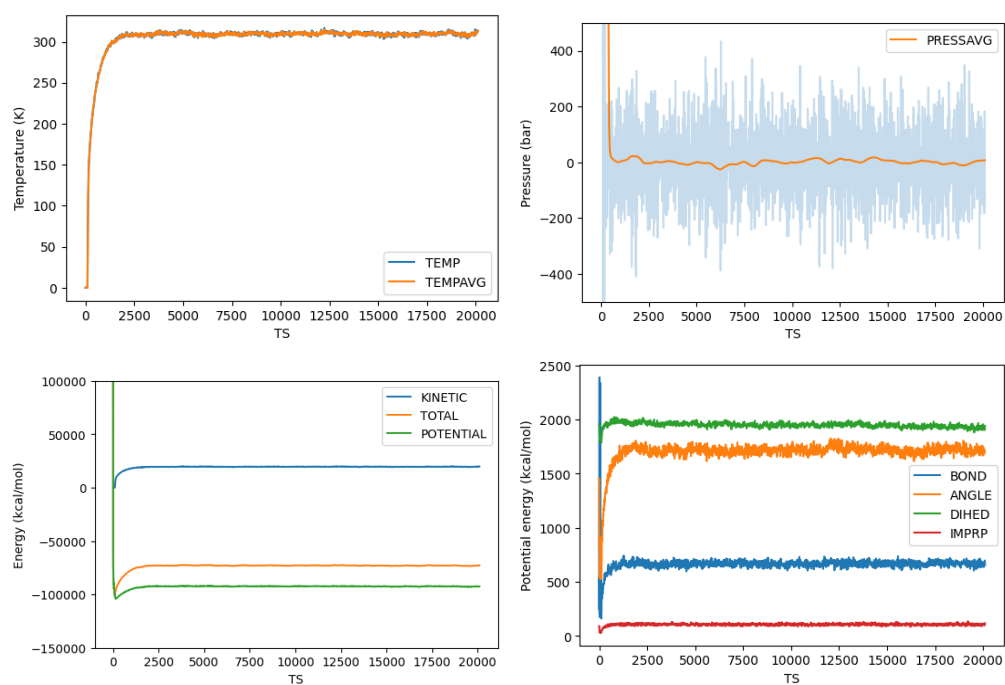 Temperature (K)
300
250
200
150
100
50
0
TEMP
TEMPAVG
0 2500 5000 7500 10000 12500 15000 17500 20000
TS
Pressure (bar)
400
200
0
−200
−400
PRESSAVG
0 2500 5000 7500 10000 12500 15000 17500 20000
TS
Energy (kcal/mol)
100000
50000
0
−50000
−100000
−150000
KINETIC
TOTAL
POTENTIAL
0 2500 5000 7500 10000 12500 15000 17500 20000
TS
Potential energy (kcal/mol)
2500
2000
1500
1000
500
0
BOND
ANGLE
DIHED
IMPRP
0 2500 5000 7500 10000 12500 15000 17500 20000
TS